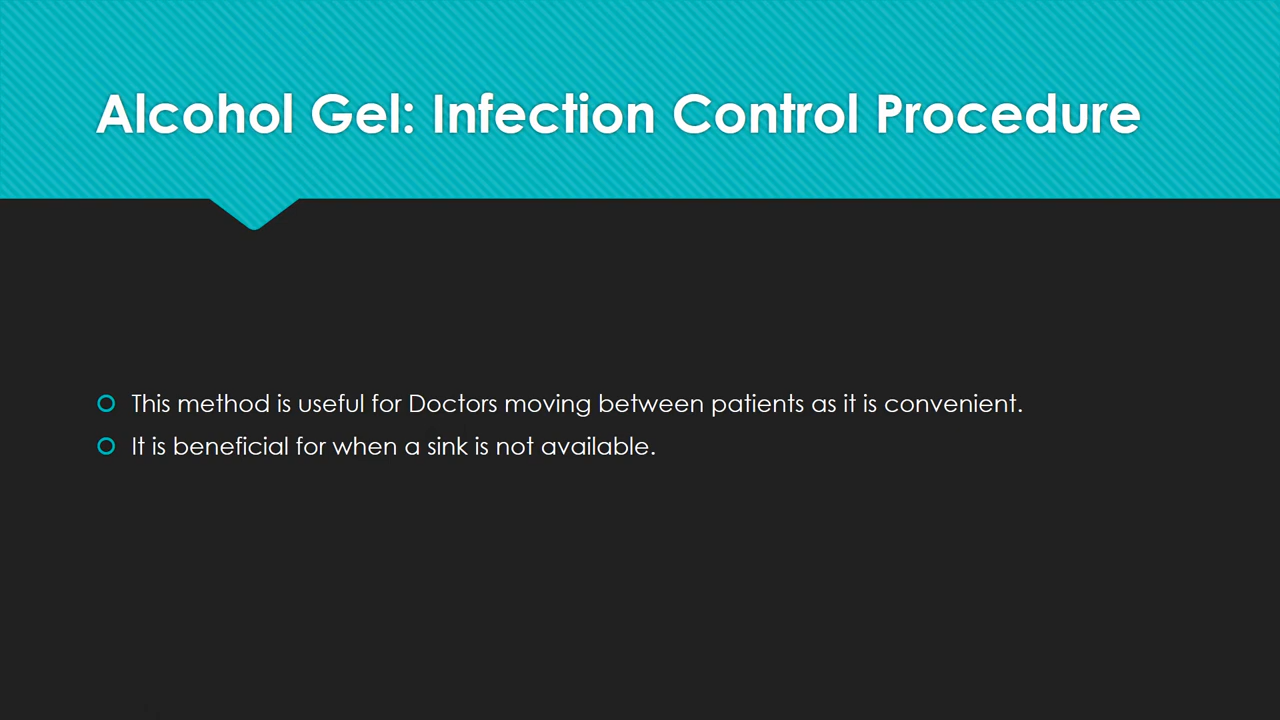 Alcohol Gel: Infection Control Procedure
This method is useful for Doctors moving between patients as it is convenient.
It is beneficial for when a sink is not available.